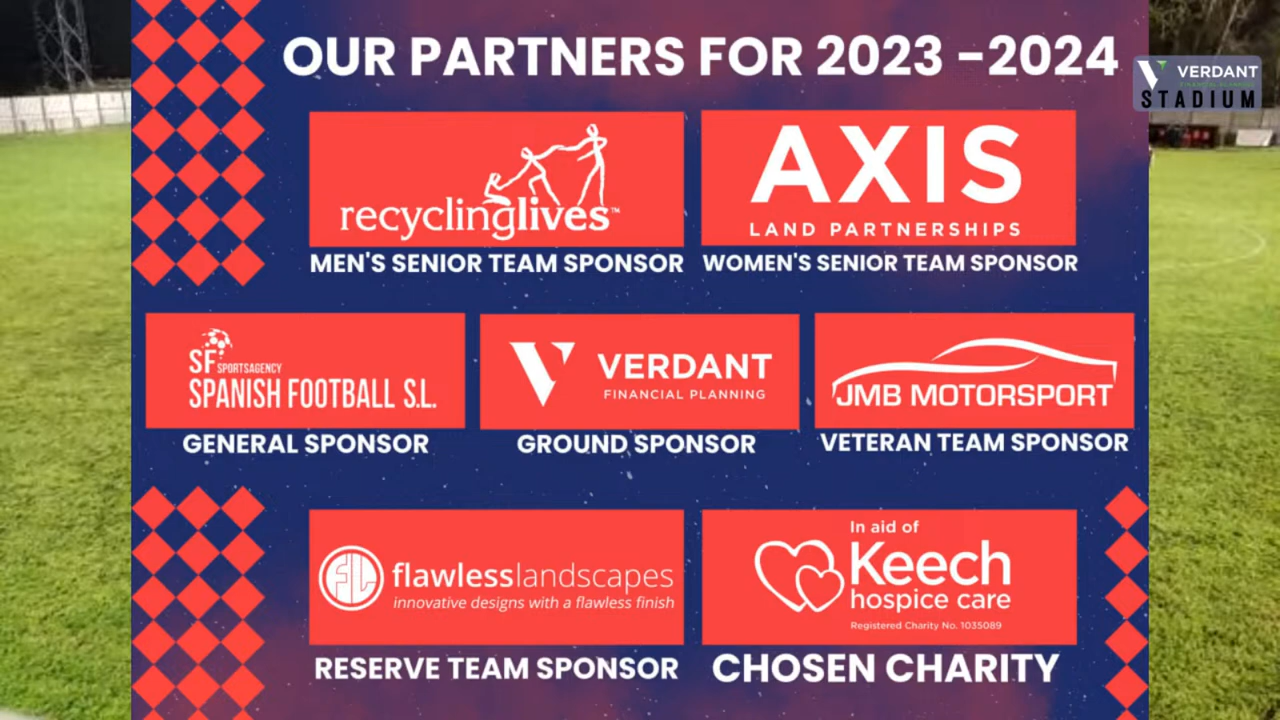 OUR PARTNERS FOR 2023 -2024
VERDANT
STADIUM
recyclinglives™
AXIS
LAND PARTNERSHIPS
MEN'S SENIOR TEAM SPONSOR
WOMEN'S SENIOR TEAM SPONSOR
SF SPORTSAGENCY
SPANISH FOOTBALL S.L.
VERDANT
FINANCIAL PLANNING
JMB MOTORSPORT
GENERAL SPONSOR
GROUND SPONSOR
VETERAN TEAM SPONSOR
FL
flawlesslandscapes
innovative designs with a flawless finish
In aid of
Keech
hospice care
Registered Charity No. 1035089
RESERVE TEAM SPONSOR
CHOSEN CHARITY